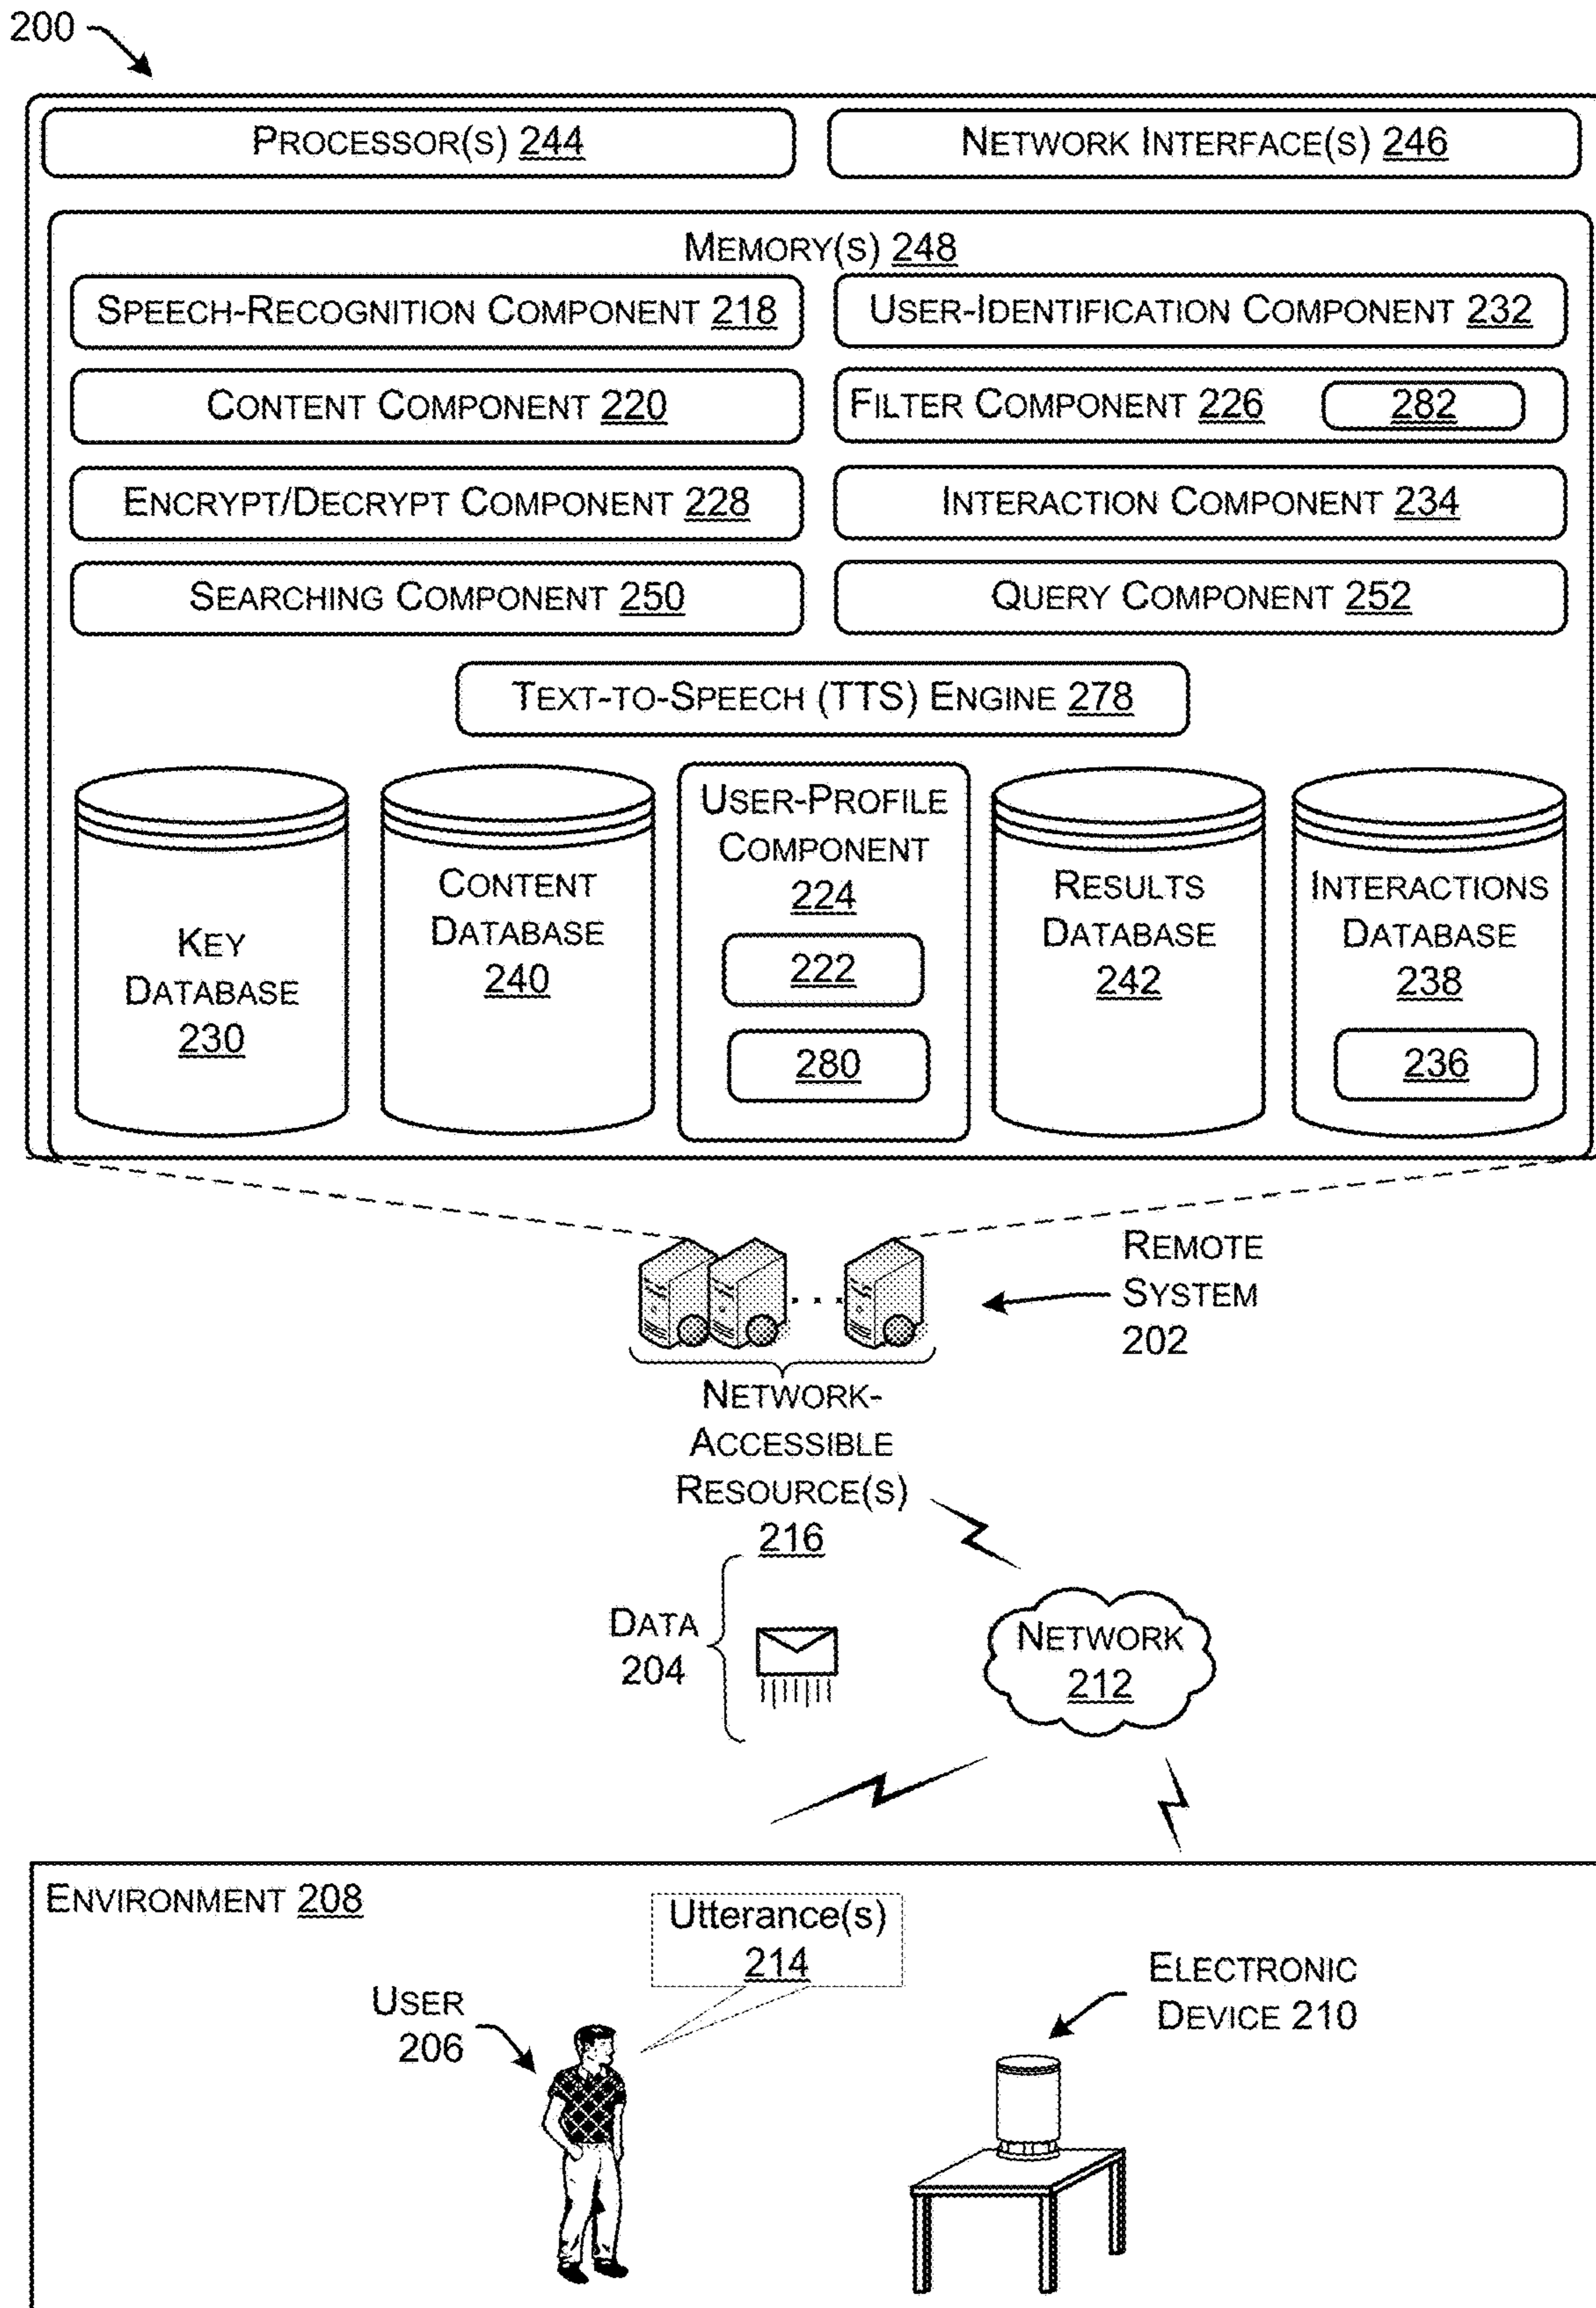 200
PROCESSOR(S) 244
NETWORK INTERFACE(S) 246
MEMORY(S) 248
SPEECH-RECOGNITION COMPONENT 218
USER-IDENTIFICATION COMPONENT 232
CONTENT COMPONENT 220
FILTER COMPONENT 226
282
ENCRYPT/DECRYPT COMPONENT 228
INTERACTION COMPONENT 234
SEARCHING COMPONENT 250
QUERY COMPONENT 252
TEXT-TO-SPEECH (TTS) ENGINE 278
KEY
DATABASE
230
CONTENT
DATABASE
240
USER-PROFILE
COMPONENT
224
222
280
RESULTS
DATABASE
242
INTERACTIONS
DATABASE
238
236
REMOTE
SYSTEM
202
NETWORK-
ACCESSIBLE
RESOURCE(S)
216
DATA
204
NETWORK
212
ENVIRONMENT 208
Utterance(s)
214
USER
206
ELECTRONIC
DEVICE 210